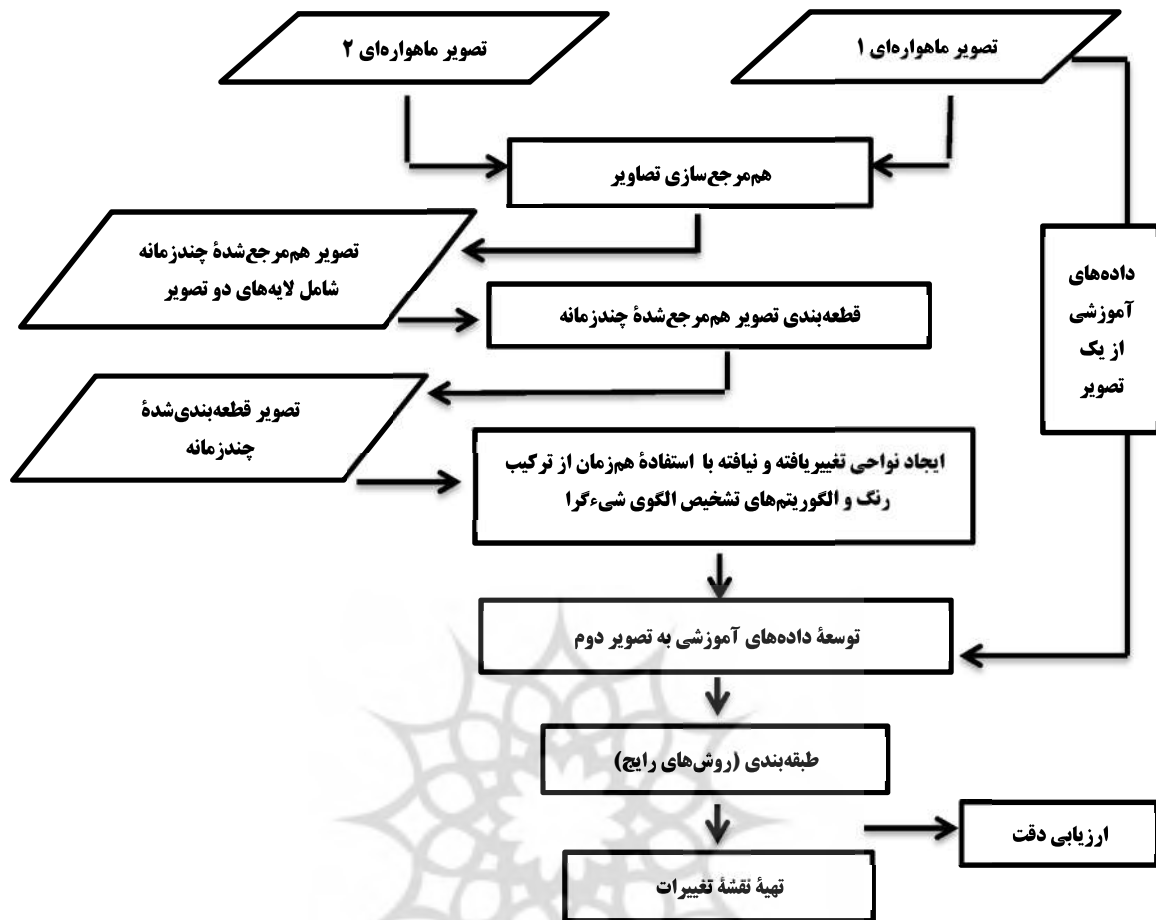 تصویر ماهواره‌ای ۱
تصویر ماهواره‌ای ۲
هم‌مرجع‌سازی تصاویر
تصویر هم‌مرجع‌شدهٔ چندزمانه
شامل لایه‌های دو تصویر
داده‌های
آموزشی
از یک
تصویر
قطعه‌بندی تصویر هم‌مرجع‌شدهٔ چندزمانه
تصویر قطعه‌بندی‌شدهٔ
چندزمانه
ایجاد نواحی تغییریافته و نیافته با استفادهٔ هم‌زمان از ترکیب
رنگ و الگوریتم‌های تشخیص الگوی شیءگرا
توسعهٔ داده‌های آموزشی به تصویر دوم
طبقه‌بندی (روش‌های رایج)
ارزیابی دقت
تهیهٔ نقشهٔ تغییرات